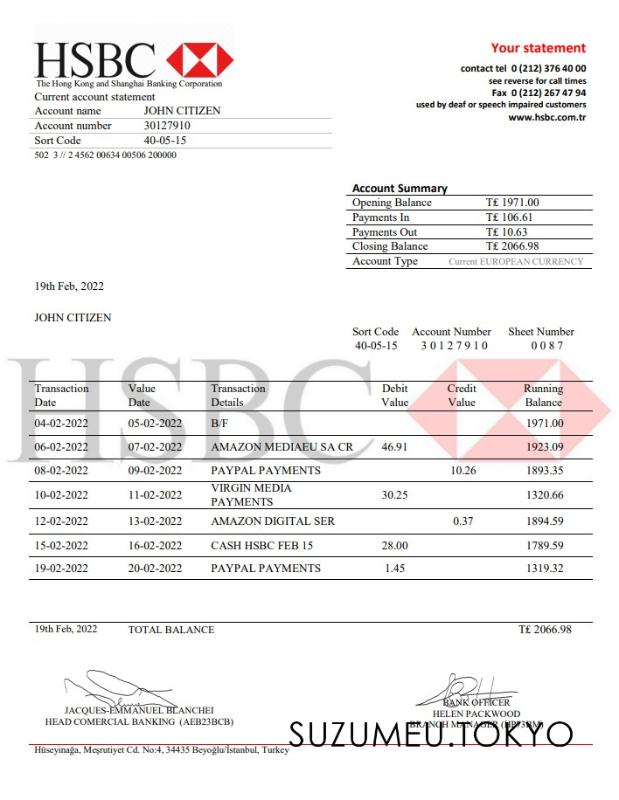 HSBC
The Hong Kong and Shanghai Banking Corporation
Current account statement
Account name JOHN CITIZEN
Account number 30127910
Sort Code 40-05-15
502 3 // 2 4562 00634 00506 200000
Your statement
contact tel 0 (212) 376 40 00
see reverse for call times
Fax 0 (212) 267 47 94
used by deaf or speech impaired customers
www.hsbc.com.tr
Account Summary
Opening Balance T₤ 1971.00
Payments In T₤ 106.61
Payments Out T₤ 10.63
Closing Balance T₤ 2066.98
Account Type Current EUROPEAN CURRENCY
19th Feb, 2022
JOHN CITIZEN
Sort Code Account Number Sheet Number
40-05-15 3 0 1 2 7 9 1 0 0 0 8 7
HSBC
Transaction Date Value Date Transaction Details Debit Value Credit Value Running Balance
04-02-2022 05-02-2022 B/F 1971.00
06-02-2022 07-02-2022 AMAZON MEDIAEU SA CR 46.91 1923.09
08-02-2022 09-02-2022 PAYPAL PAYMENTS 10.26 1893.35
10-02-2022 11-02-2022 VIRGIN MEDIA PAYMENTS 30.25 1320.66
12-02-2022 13-02-2022 AMAZON DIGITAL SER 0.37 1894.59
15-02-2022 16-02-2022 CASH HSBC FEB 15 28.00 1789.59
19-02-2022 20-02-2022 PAYPAL PAYMENTS 1.45 1319.32
19th Feb, 2022 TOTAL BALANCE T₤ 2066.98
JACQUES-EMMANUEL BLANCHEI
HEAD COMERCIAL BANKING (AEB23BCB)
BANK OFFICER
HELEN PACKWOOD
BRANCH MANAGER
SUZUMEU.TOKYO
Hüseyinağa, Meşrutiyet Cd. No:4, 34435 Beyoğlu/İstanbul, Turkey